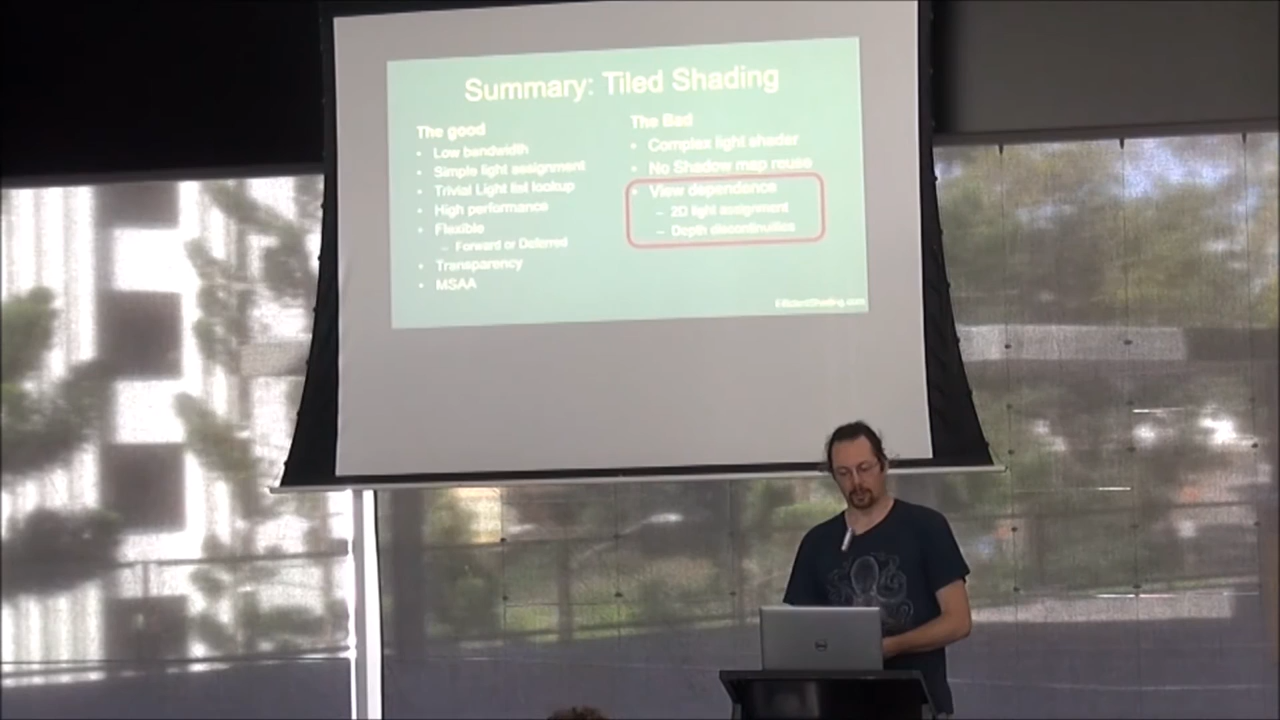 Summary: Tiled Shading
The good
• Low bandwidth
• Simple light assignment
• Trivial Light list lookup
• High performance
• Flexible
– Forward or Deferred
• Transparency
• MSAA
The Bad
• Complex light shader
• No Shadow map reuse
• View dependance
– 2D light assignment
– Depth discontinuities
EfficientShading.com
DELL